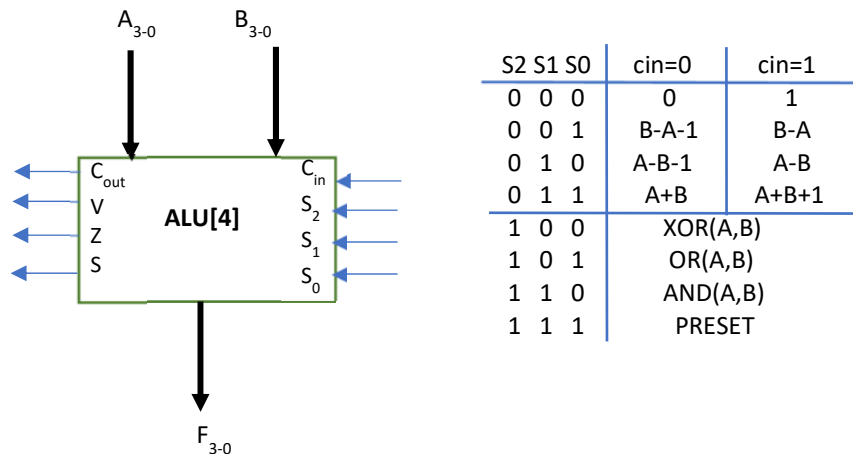 A3-0 B3-0
Cout
V
Z
S
ALU[4]
Cin
S2
S1
S0
F3-0
S2 S1 S0 cin=0 cin=1
0 0 0 0 1
0 0 1 B-A-1 B-A
0 1 0 A-B-1 A-B
0 1 1 A+B A+B+1
1 0 0 XOR(A,B)
1 0 1 OR(A,B)
1 1 0 AND(A,B)
1 1 1 PRESET